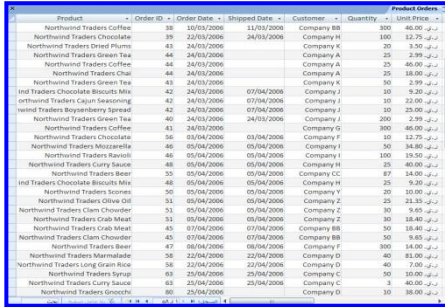 Product Orders
Product Order ID Order Date Shipped Date Customer Quantity Unit Price
Northwind Traders Coffee 38 10/03/2006 11/03/2006 Company BB 300 46.00
Northwind Traders Chocolate 39 22/03/2006 24/03/2006 Company H 100 12.75
Northwind Traders Dried Plums 43 24/03/2006 Company K 20 3.50
Northwind Traders Green Tea 44 24/03/2006 Company A 25 2.99
Northwind Traders Coffee 44 24/03/2006 Company A 25 46.00
Northwind Traders Chai 44 24/03/2006 Company A 25 18.00
Northwind Traders Green Tea 43 24/03/2006 Company K 50 2.99
ind Traders Chocolate Biscuits Mix 42 24/03/2006 07/04/2006 Company J 10 9.20
orthwind Traders Cajun Seasoning 42 24/03/2006 07/04/2006 Company J 10 22.00
nwind Traders Boysenberry Spread 42 24/03/2006 07/04/2006 Company J 10 25.00
Northwind Traders Green Tea 40 24/03/2006 24/03/2006 Company J 200 2.99
Northwind Traders Coffee 41 24/03/2006 Company G 300 46.00
Northwind Traders Chocolate 56 03/04/2006 03/04/2006 Company F 10 12.75
Northwind Traders Mozzarella 46 05/04/2006 05/04/2006 Company I 50 34.80
Northwind Traders Ravioli 46 05/04/2006 05/04/2006 Company I 100 19.50
Northwind Traders Curry Sauce 48 05/04/2006 05/04/2006 Company H 25 40.00
Northwind Traders Beer 55 05/04/2006 05/04/2006 Company CC 87 14.00
ind Traders Chocolate Biscuits Mix 48 05/04/2006 05/04/2006 Company H 25 9.20
Northwind Traders Scones 50 05/04/2006 05/04/2006 Company Y 20 10.00
Northwind Traders Olive Oil 51 05/04/2006 05/04/2006 Company Z 25 21.35
Northwind Traders Clam Chowder 51 05/04/2006 05/04/2006 Company Z 30 9.65
Northwind Traders Crab Meat 51 05/04/2006 05/04/2006 Company Z 30 18.40
Northwind Traders Crab Meat 45 07/04/2006 07/04/2006 Company BB 50 18.40
Northwind Traders Clam Chowder 45 07/04/2006 07/04/2006 Company BB 50 9.65
Northwind Traders Beer 47 08/04/2006 08/04/2006 Company F 300 14.00
Northwind Traders Marmalade 58 22/04/2006 22/04/2006 Company D 40 81.00
Northwind Traders Long Grain Rice 58 22/04/2006 22/04/2006 Company D 40 7.00
Northwind Traders Syrup 63 25/04/2006 25/04/2006 Company C 50 10.00
Northwind Traders Curry Sauce 63 25/04/2006 25/04/2006 Company C 3 40.00
Northwind Traders Gnocchi 80 25/04/2006 Company D 10 38.00